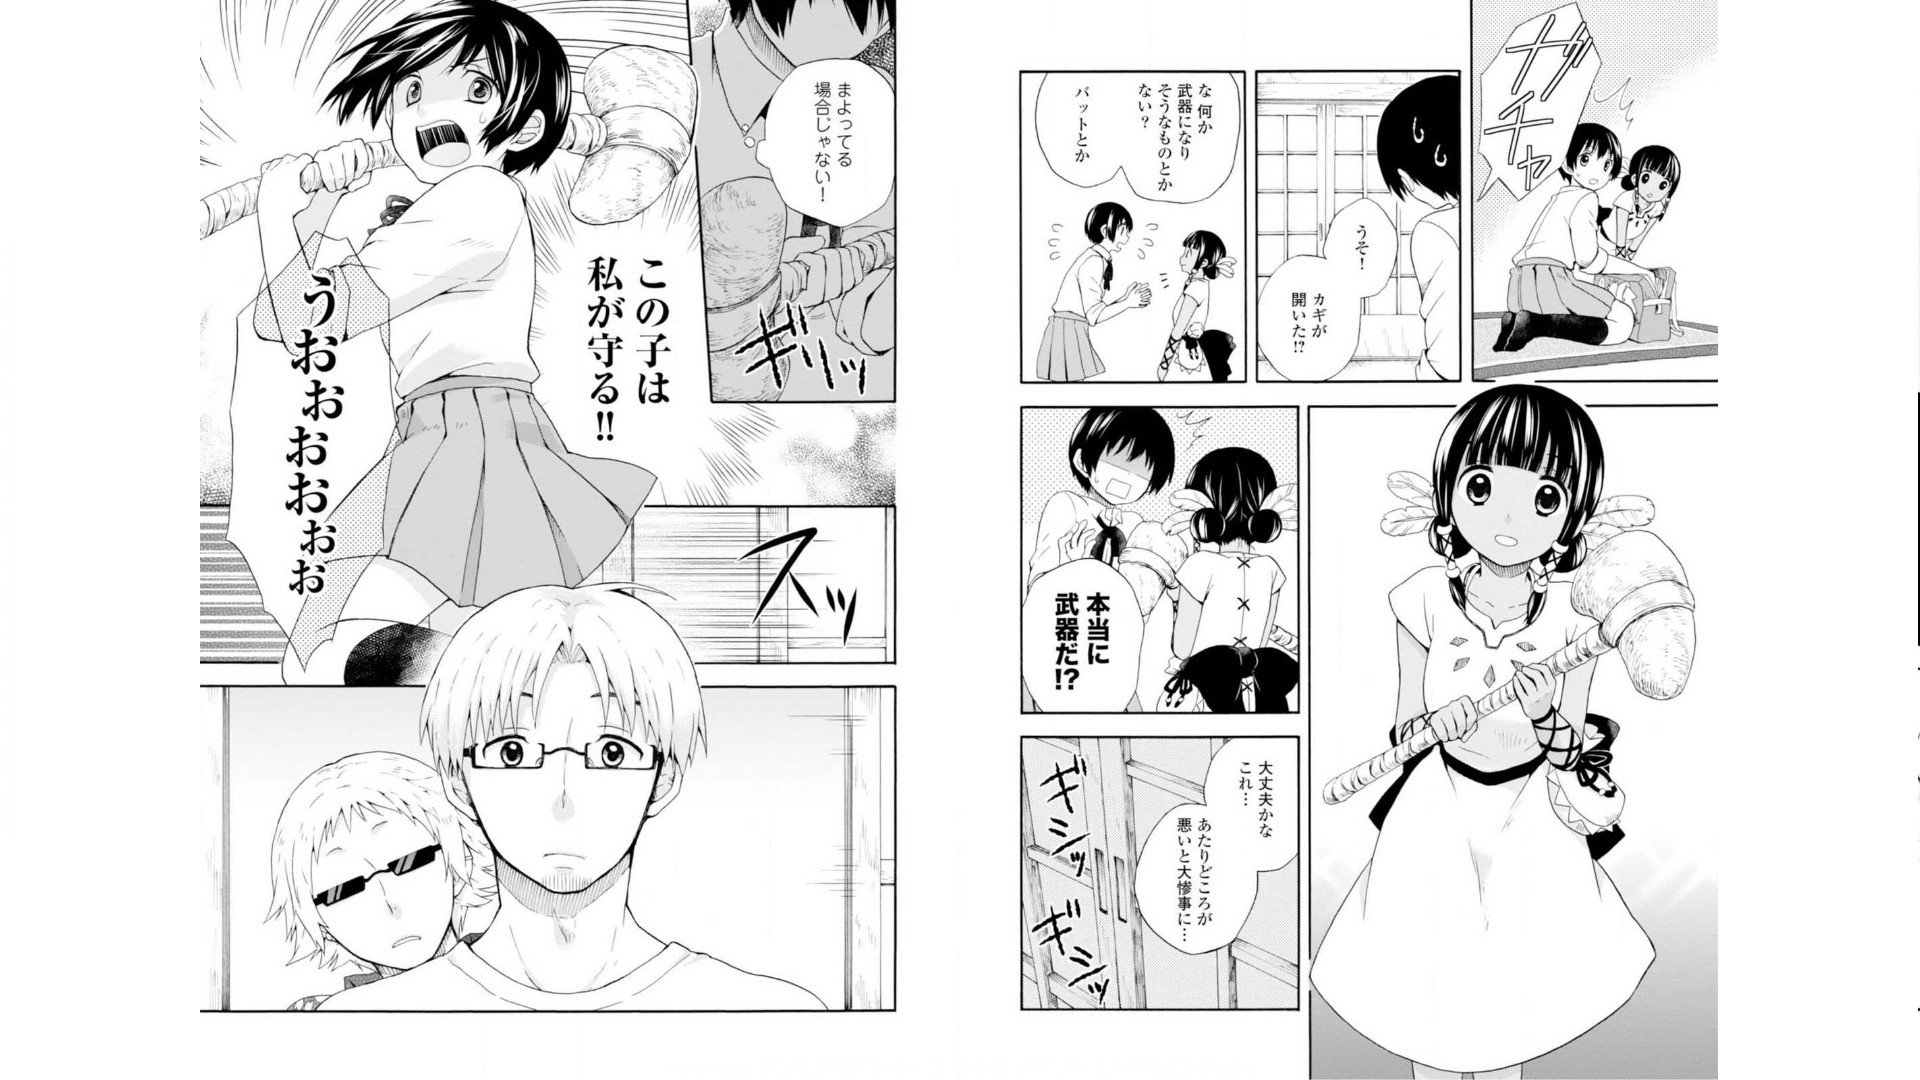 ガ
チャ
うそ！
カギが
開いた!?
な 何か
武器になり
そうなものとか
ない？
バットとか
本当に
武器だ!?
大丈夫かな
これ…
あたりどころが
悪いと大惨事に…
ギシッ
ギシッ
まよってる
場合じゃない！
ギリッ
この子は
私が守る!!
うおぉおおぉぉ
スッ